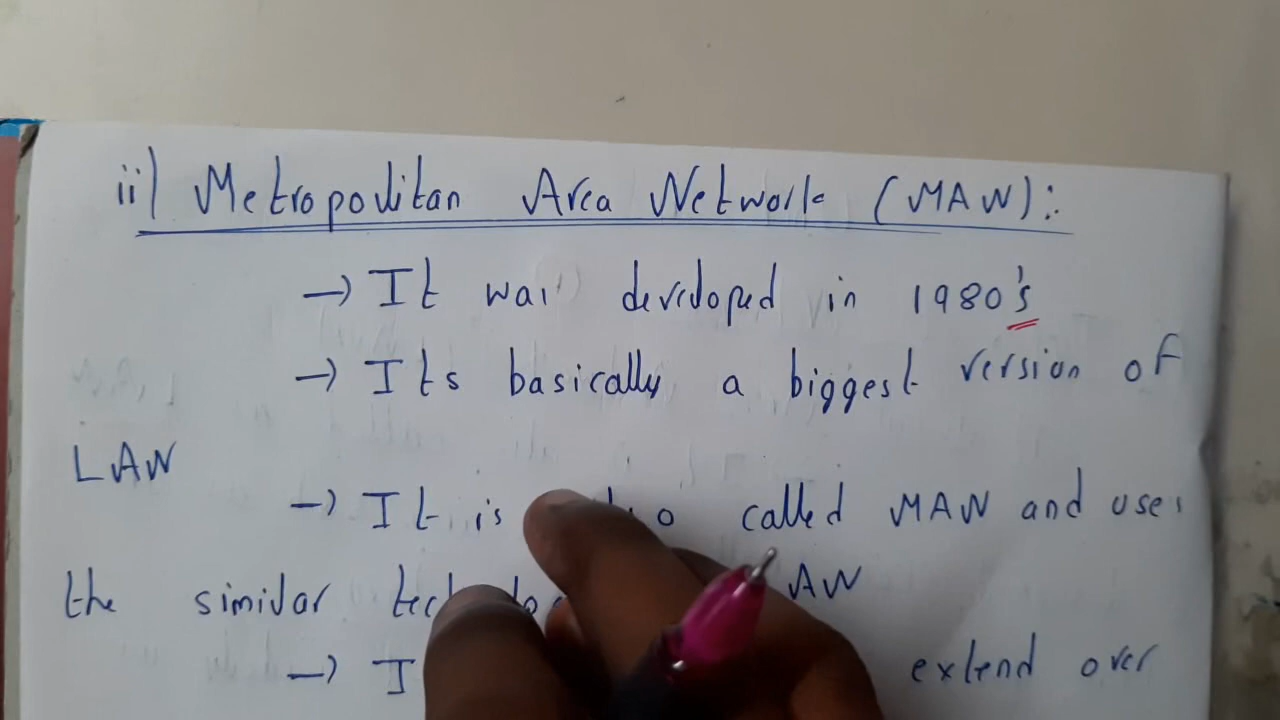 ii) Metropolitan Area Network (MAN):
→ It was developed in 1980's
→ Its basically a biggest version of
LAN
→ It is called MAN and uses
the similar
→ extend over